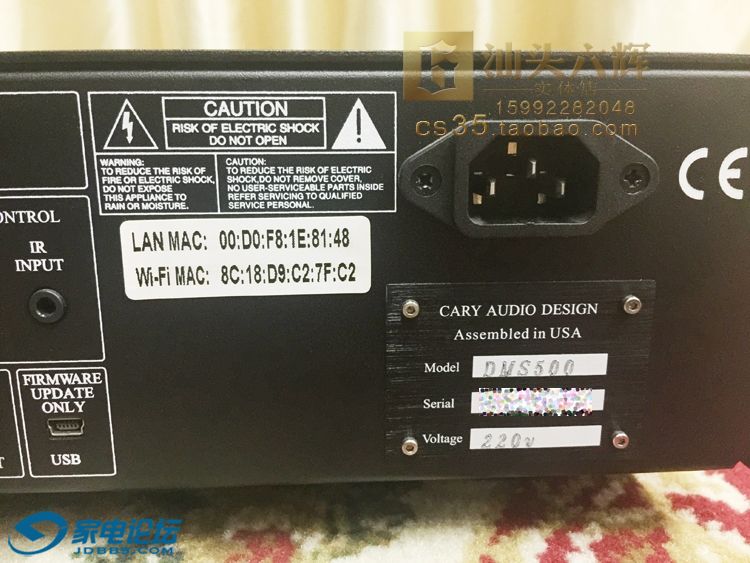 汕头六辉
实体店
15992282048
cs35.taobao.com
CAUTION
RISK OF ELECTRIC SHOCK
DO NOT OPEN
WARNING:
TO REDUCE THE RISK OF
FIRE OR ELECTRIC SHOCK,
DO NOT EXPOSE
THIS APPLIANCE TO
RAIN OR MOISTURE.
CAUTION:
TO REDUCE THE RISK OF ELECTRIC
SHOCK,DO NOT REMOVE COVER,
NO USER-SERVICEABLE PARTS INSIDE
REFER SERVICING TO QUALIFIED
SERVICE PERSONAL.
CE
ONTROL
IR
INPUT
LAN MAC: 00:D0:F8:1E:81:48
Wi-Fi MAC: 8C:18:D9:C2:7F:C2
CARY AUDIO DESIGN
Assembled in USA
Model DMS500
Serial
Voltage 220v
FIRMWARE
UPDATE
ONLY
T
USB
家电论坛
JDBBS.COM